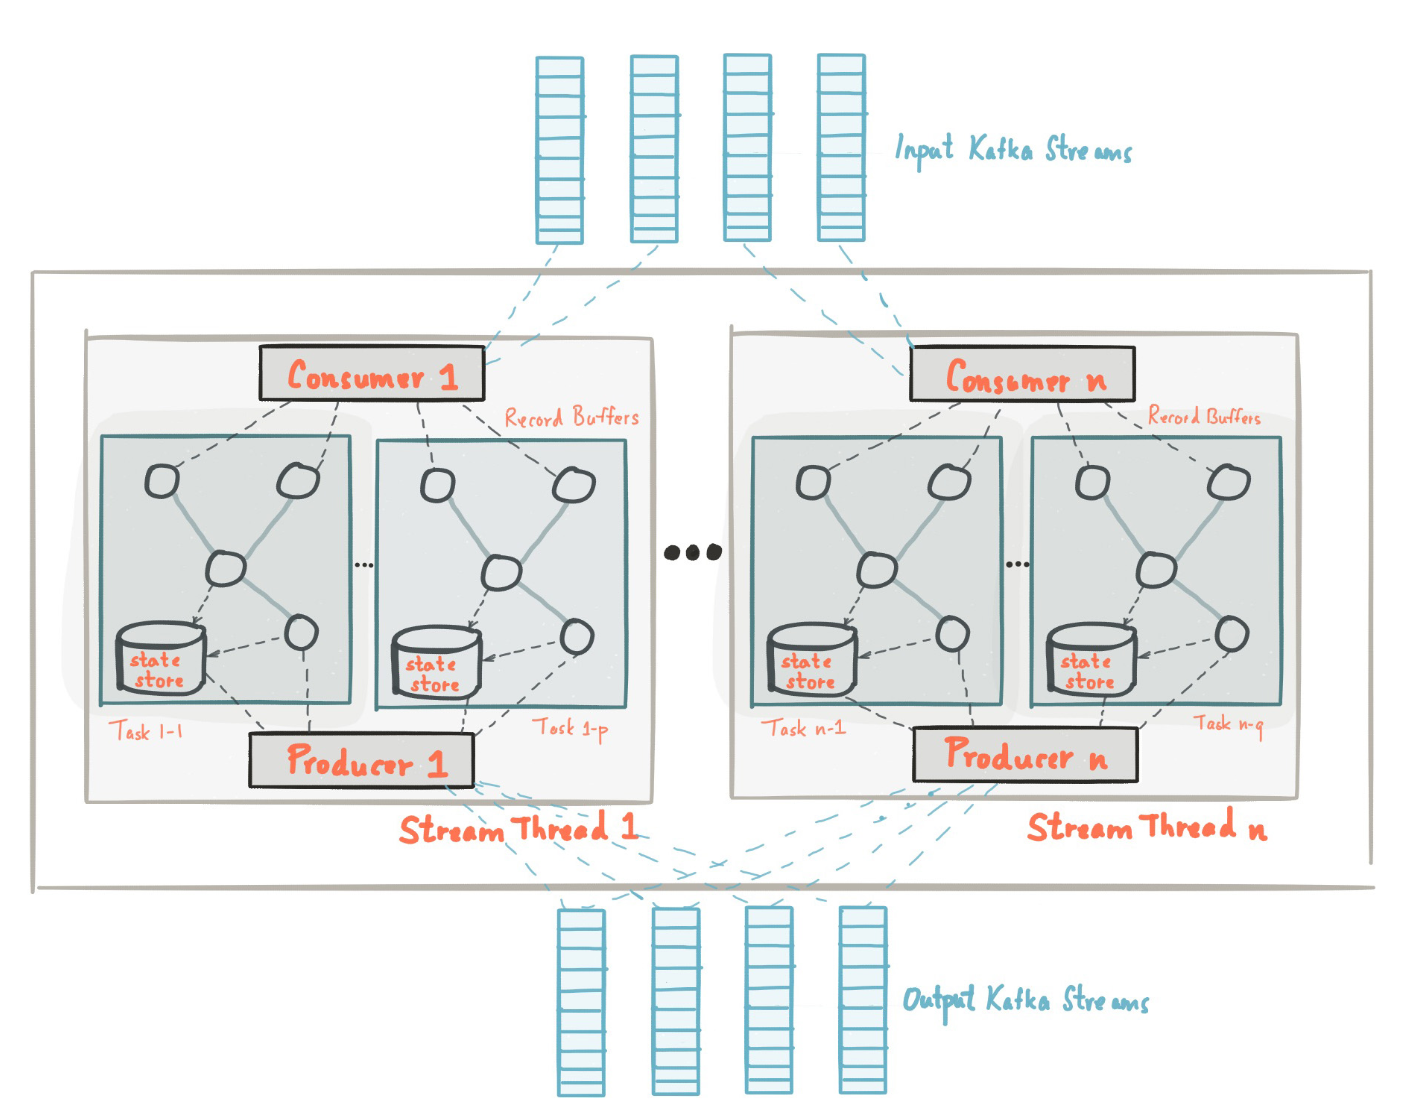 Input Kafka Streams
Consumer 1
Consumer n
Record Buffers
Record Buffers
...
...
...
state
store
state
store
state
store
state
store
Task 1-1
Task 1-p
Task n-1
Task n-q
Producer 1
Producer n
Stream Thread 1
Stream Thread n
Output Kafka Streams